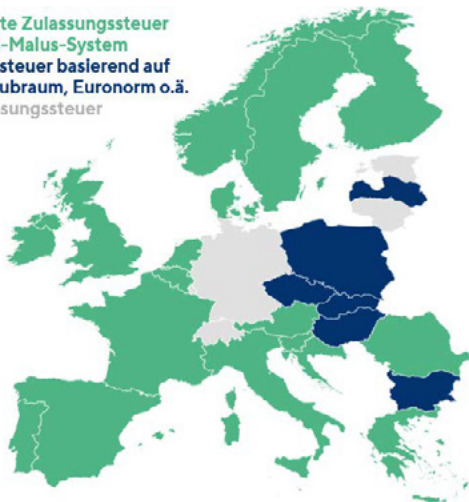 te Zulassungssteuer
-Malus-System
steuer basierend auf
ubraum, Euronorm o.ä.
sungssteuer